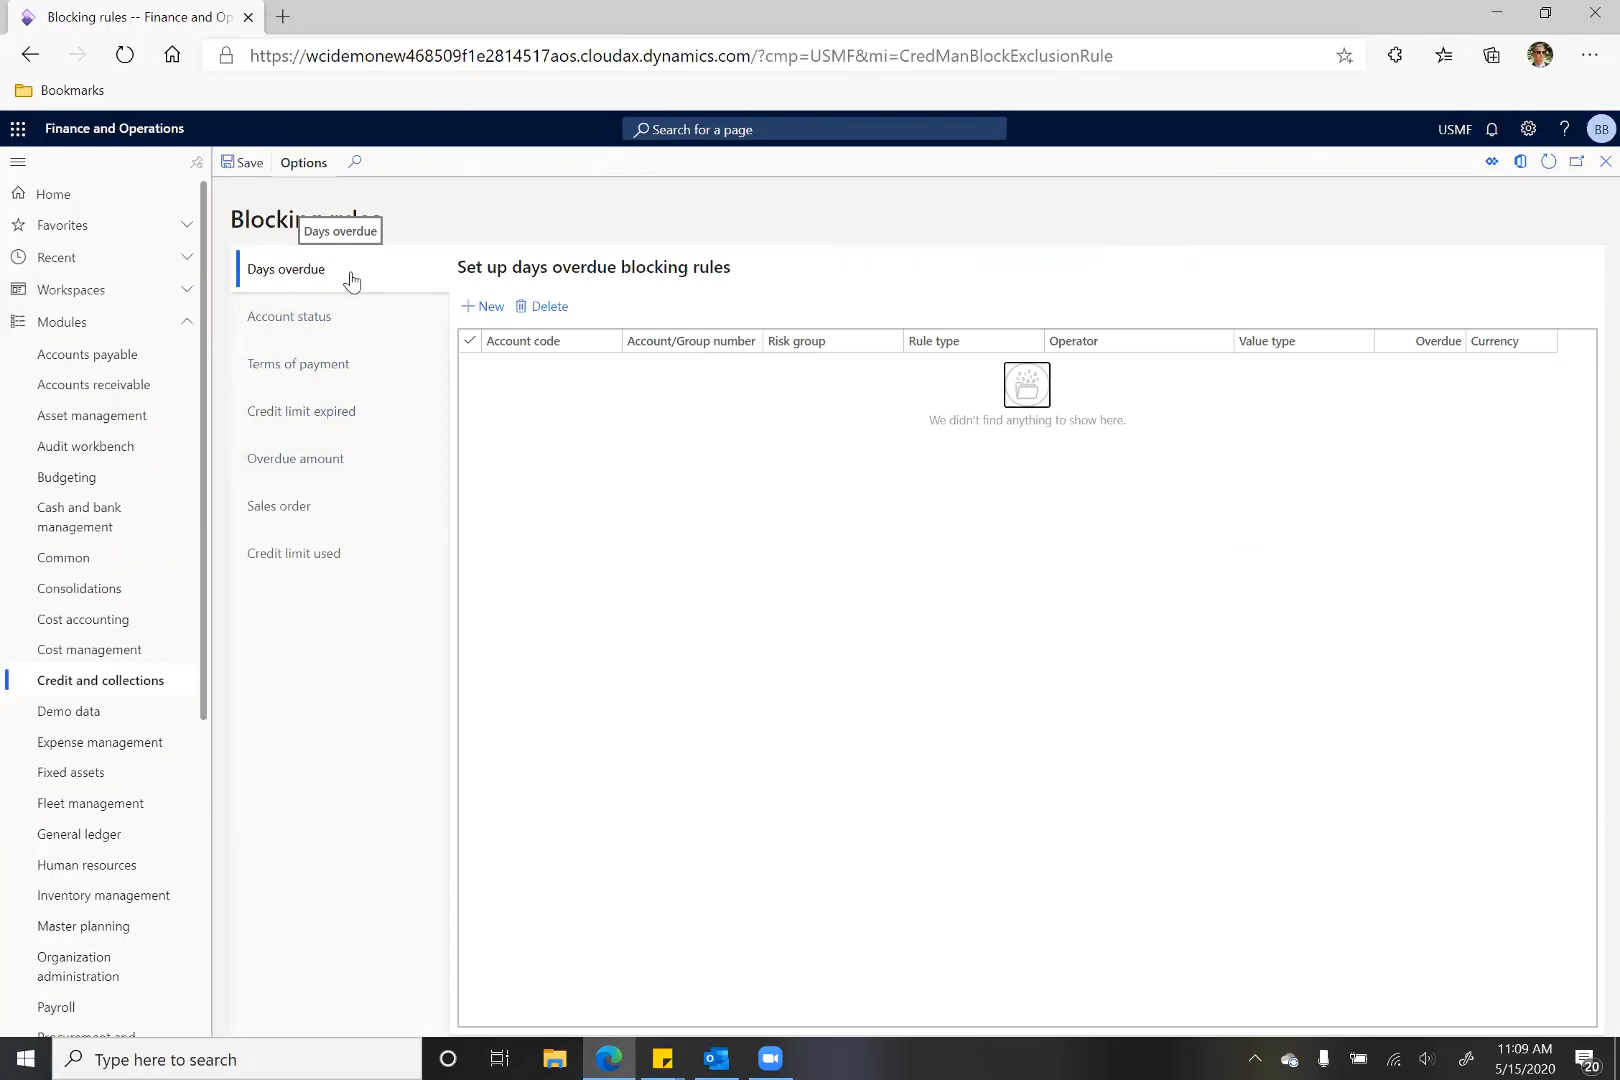 Blocking rules -- Finance and Op
https://wcidemonew468509f1e2814517aos.cloudax.dynamics.com/?cmp=USMF&mi=CredManBlockExclusionRule
Bookmarks
Finance and Operations
Search for a page
USMF
BB
Save
Options
Home
Favorites
Recent
Workspaces
Modules
Accounts payable
Accounts receivable
Asset management
Audit workbench
Budgeting
Cash and bank
management
Common
Consolidations
Cost accounting
Cost management
Credit and collections
Demo data
Expense management
Fixed assets
Fleet management
General ledger
Human resources
Inventory management
Master planning
Organization
administration
Payroll
Procurement and
Blocking rules
Days overdue
Days overdue
Account status
Terms of payment
Credit limit expired
Overdue amount
Sales order
Credit limit used
Set up days overdue blocking rules
New
Delete
Account code
Account/Group number
Risk group
Rule type
Operator
Value type
Overdue
Currency
We didn't find anything to show here.
Type here to search
11:09 AM
5/15/2020
20